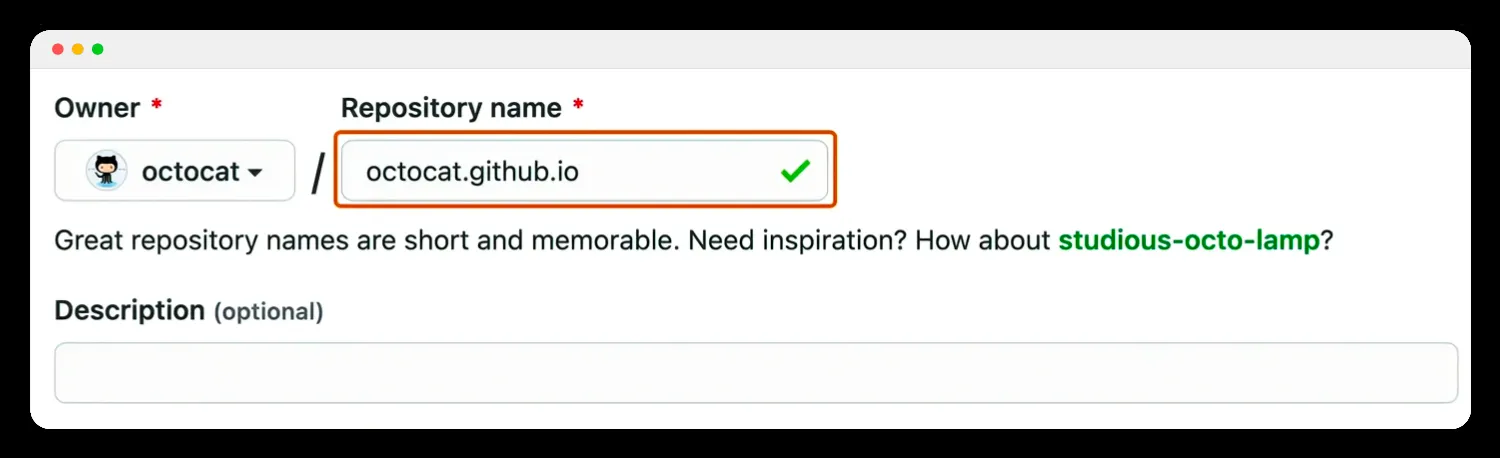 Owner * Repository name *
octocat / octocat.github.io
Great repository names are short and memorable. Need inspiration? How about studious-octo-lamp?
Description (optional)